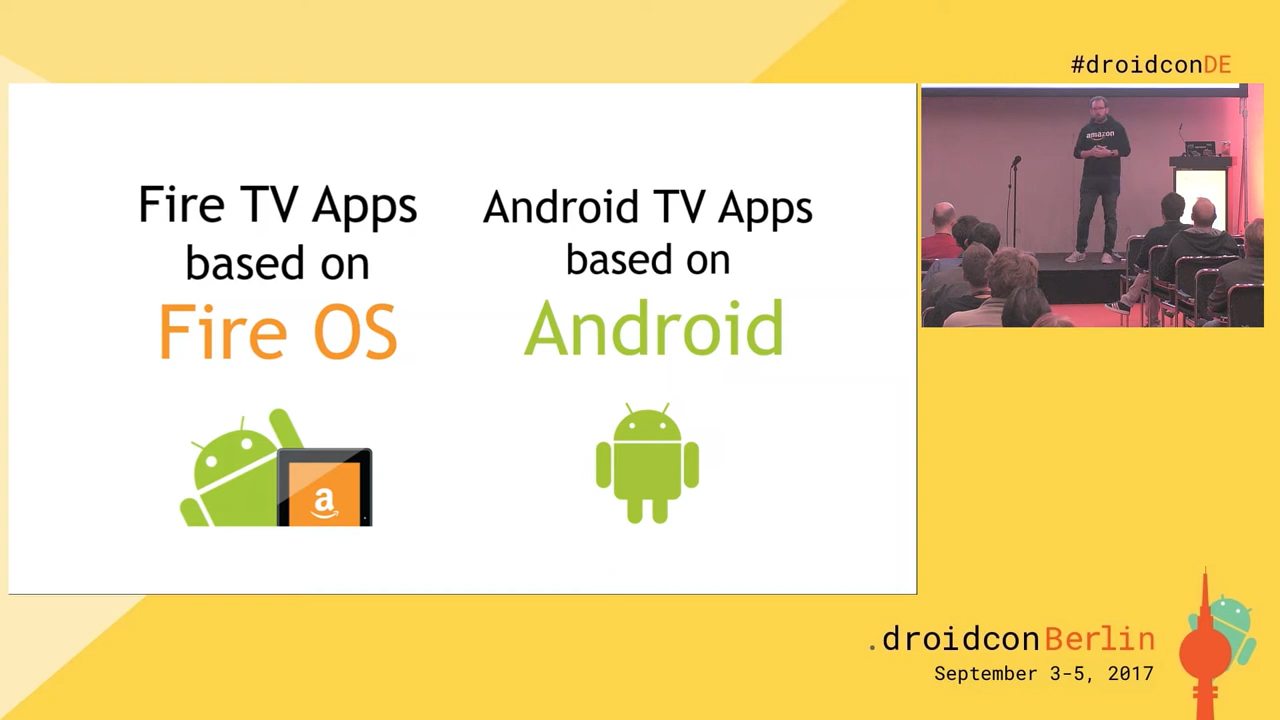 #droidconDE
Fire TV Apps
based on
Fire OS
Android TV Apps
based on
Android
a
amazon
.droidconBerlin
September 3-5, 2017